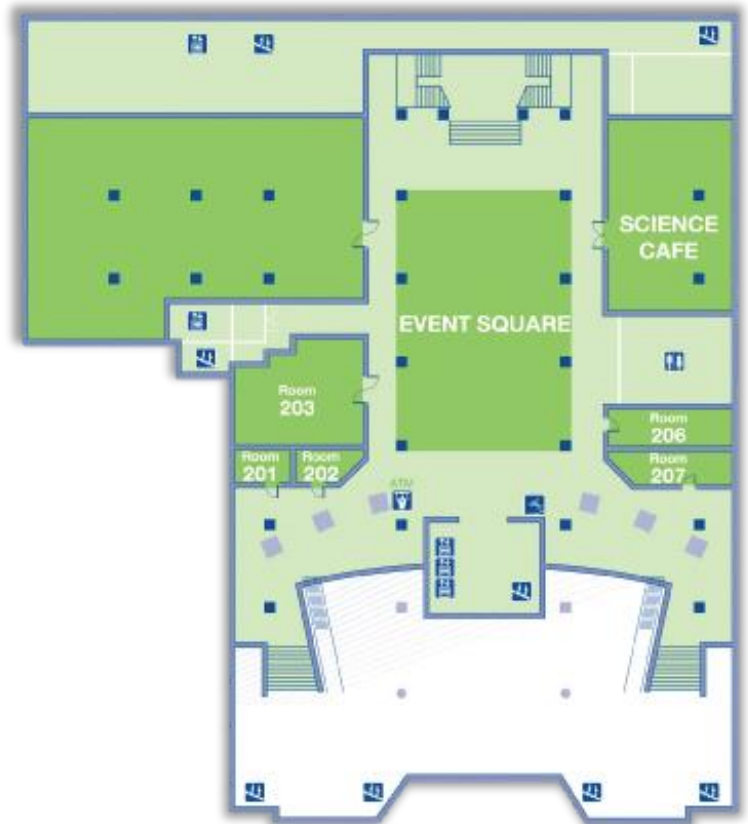 SCIENCE
CAFE
EVENT SQUARE
Room
203
Room
206
Room
201
Room
202
Room
207
ATM